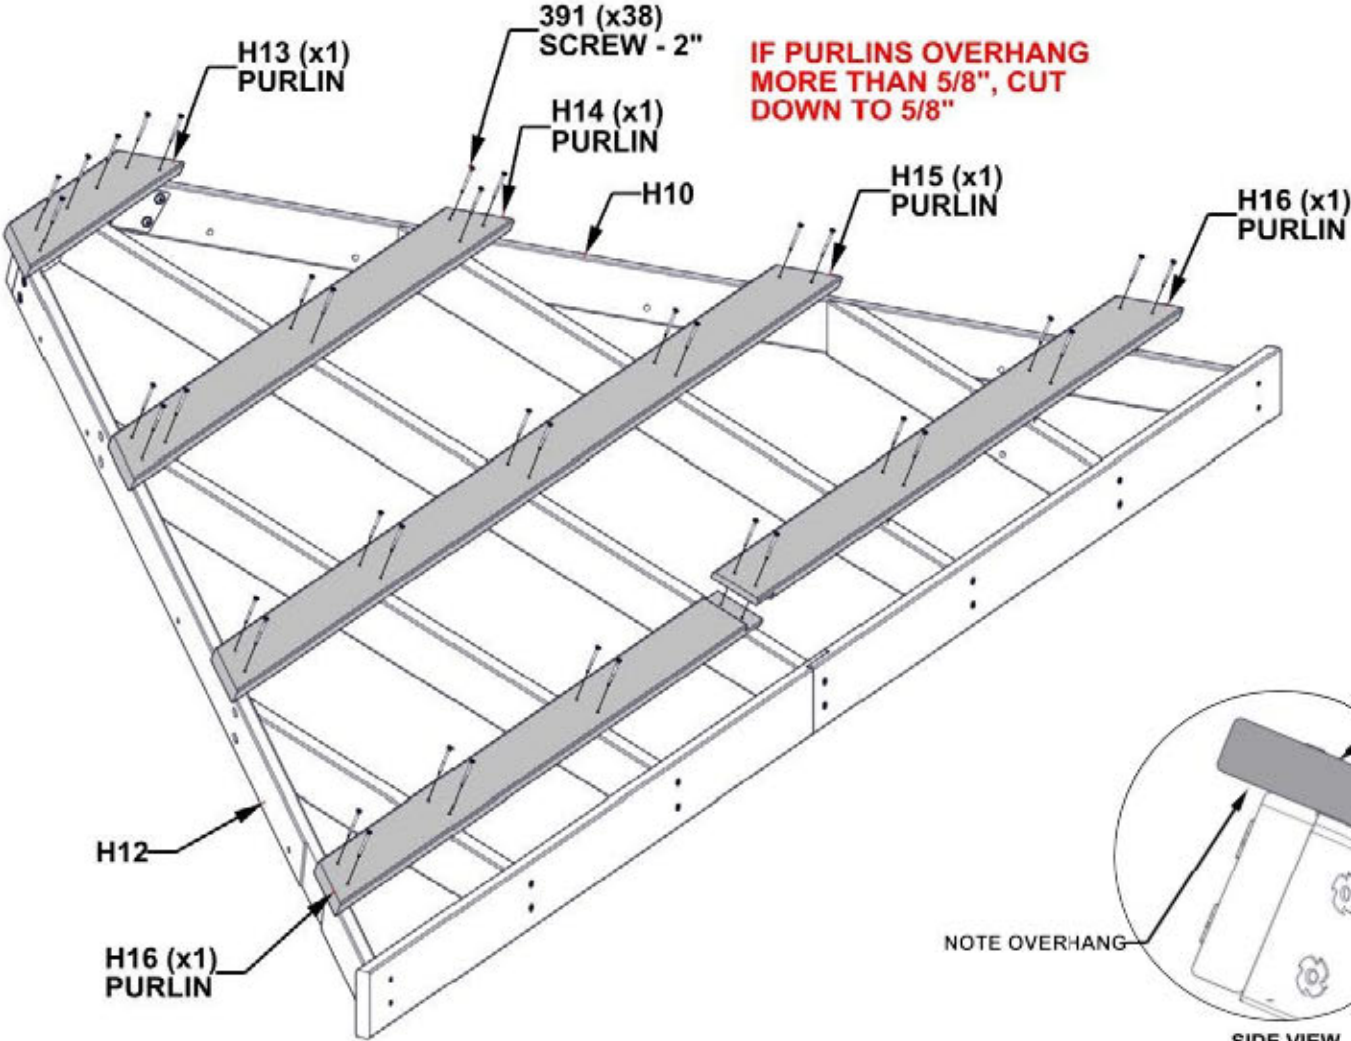 391 (x38)
SCREW - 2"
H13 (x1)
PURLIN
IF PURLINS OVERHANG
MORE THAN 5/8", CUT
DOWN TO 5/8"
H14 (x1)
PURLIN
H10
H15 (x1)
PURLIN
H16 (x1)
PURLIN
H12
H16 (x1)
PURLIN
NOTE OVERHANG
SIDE VIEW